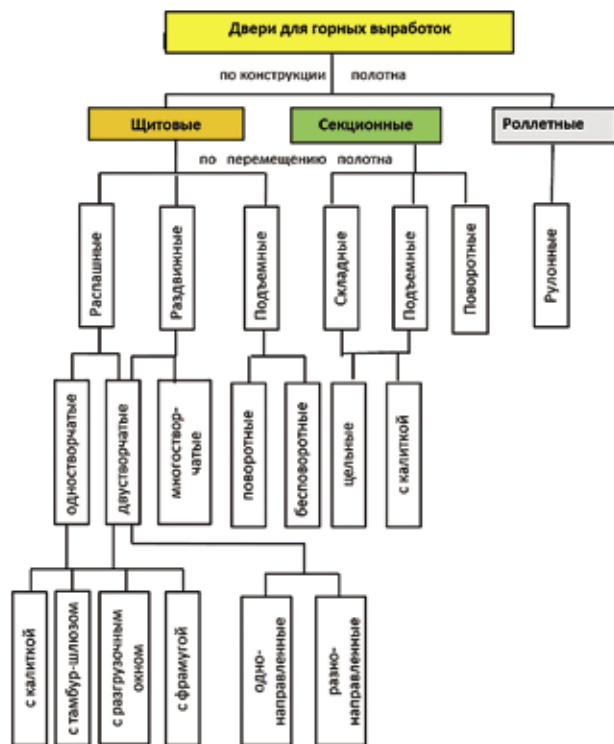 Двери для горных выработок
по конструкции полотна
Щитовые
Секционные
Роллетные
по перемещению полотна
Распашные
Раздвижные
Подъемные
Складные
Подъемные
Поворотные
Рулонные
одностворчатые
двустворчатые
многоствор-
чатые
поворотные
бесповоротные
цельные
с калиткой
с калиткой
с тамбур-шлюзом
с разгрузочным
окном
с фрамугой
одно-
направленные
разно-
направленные